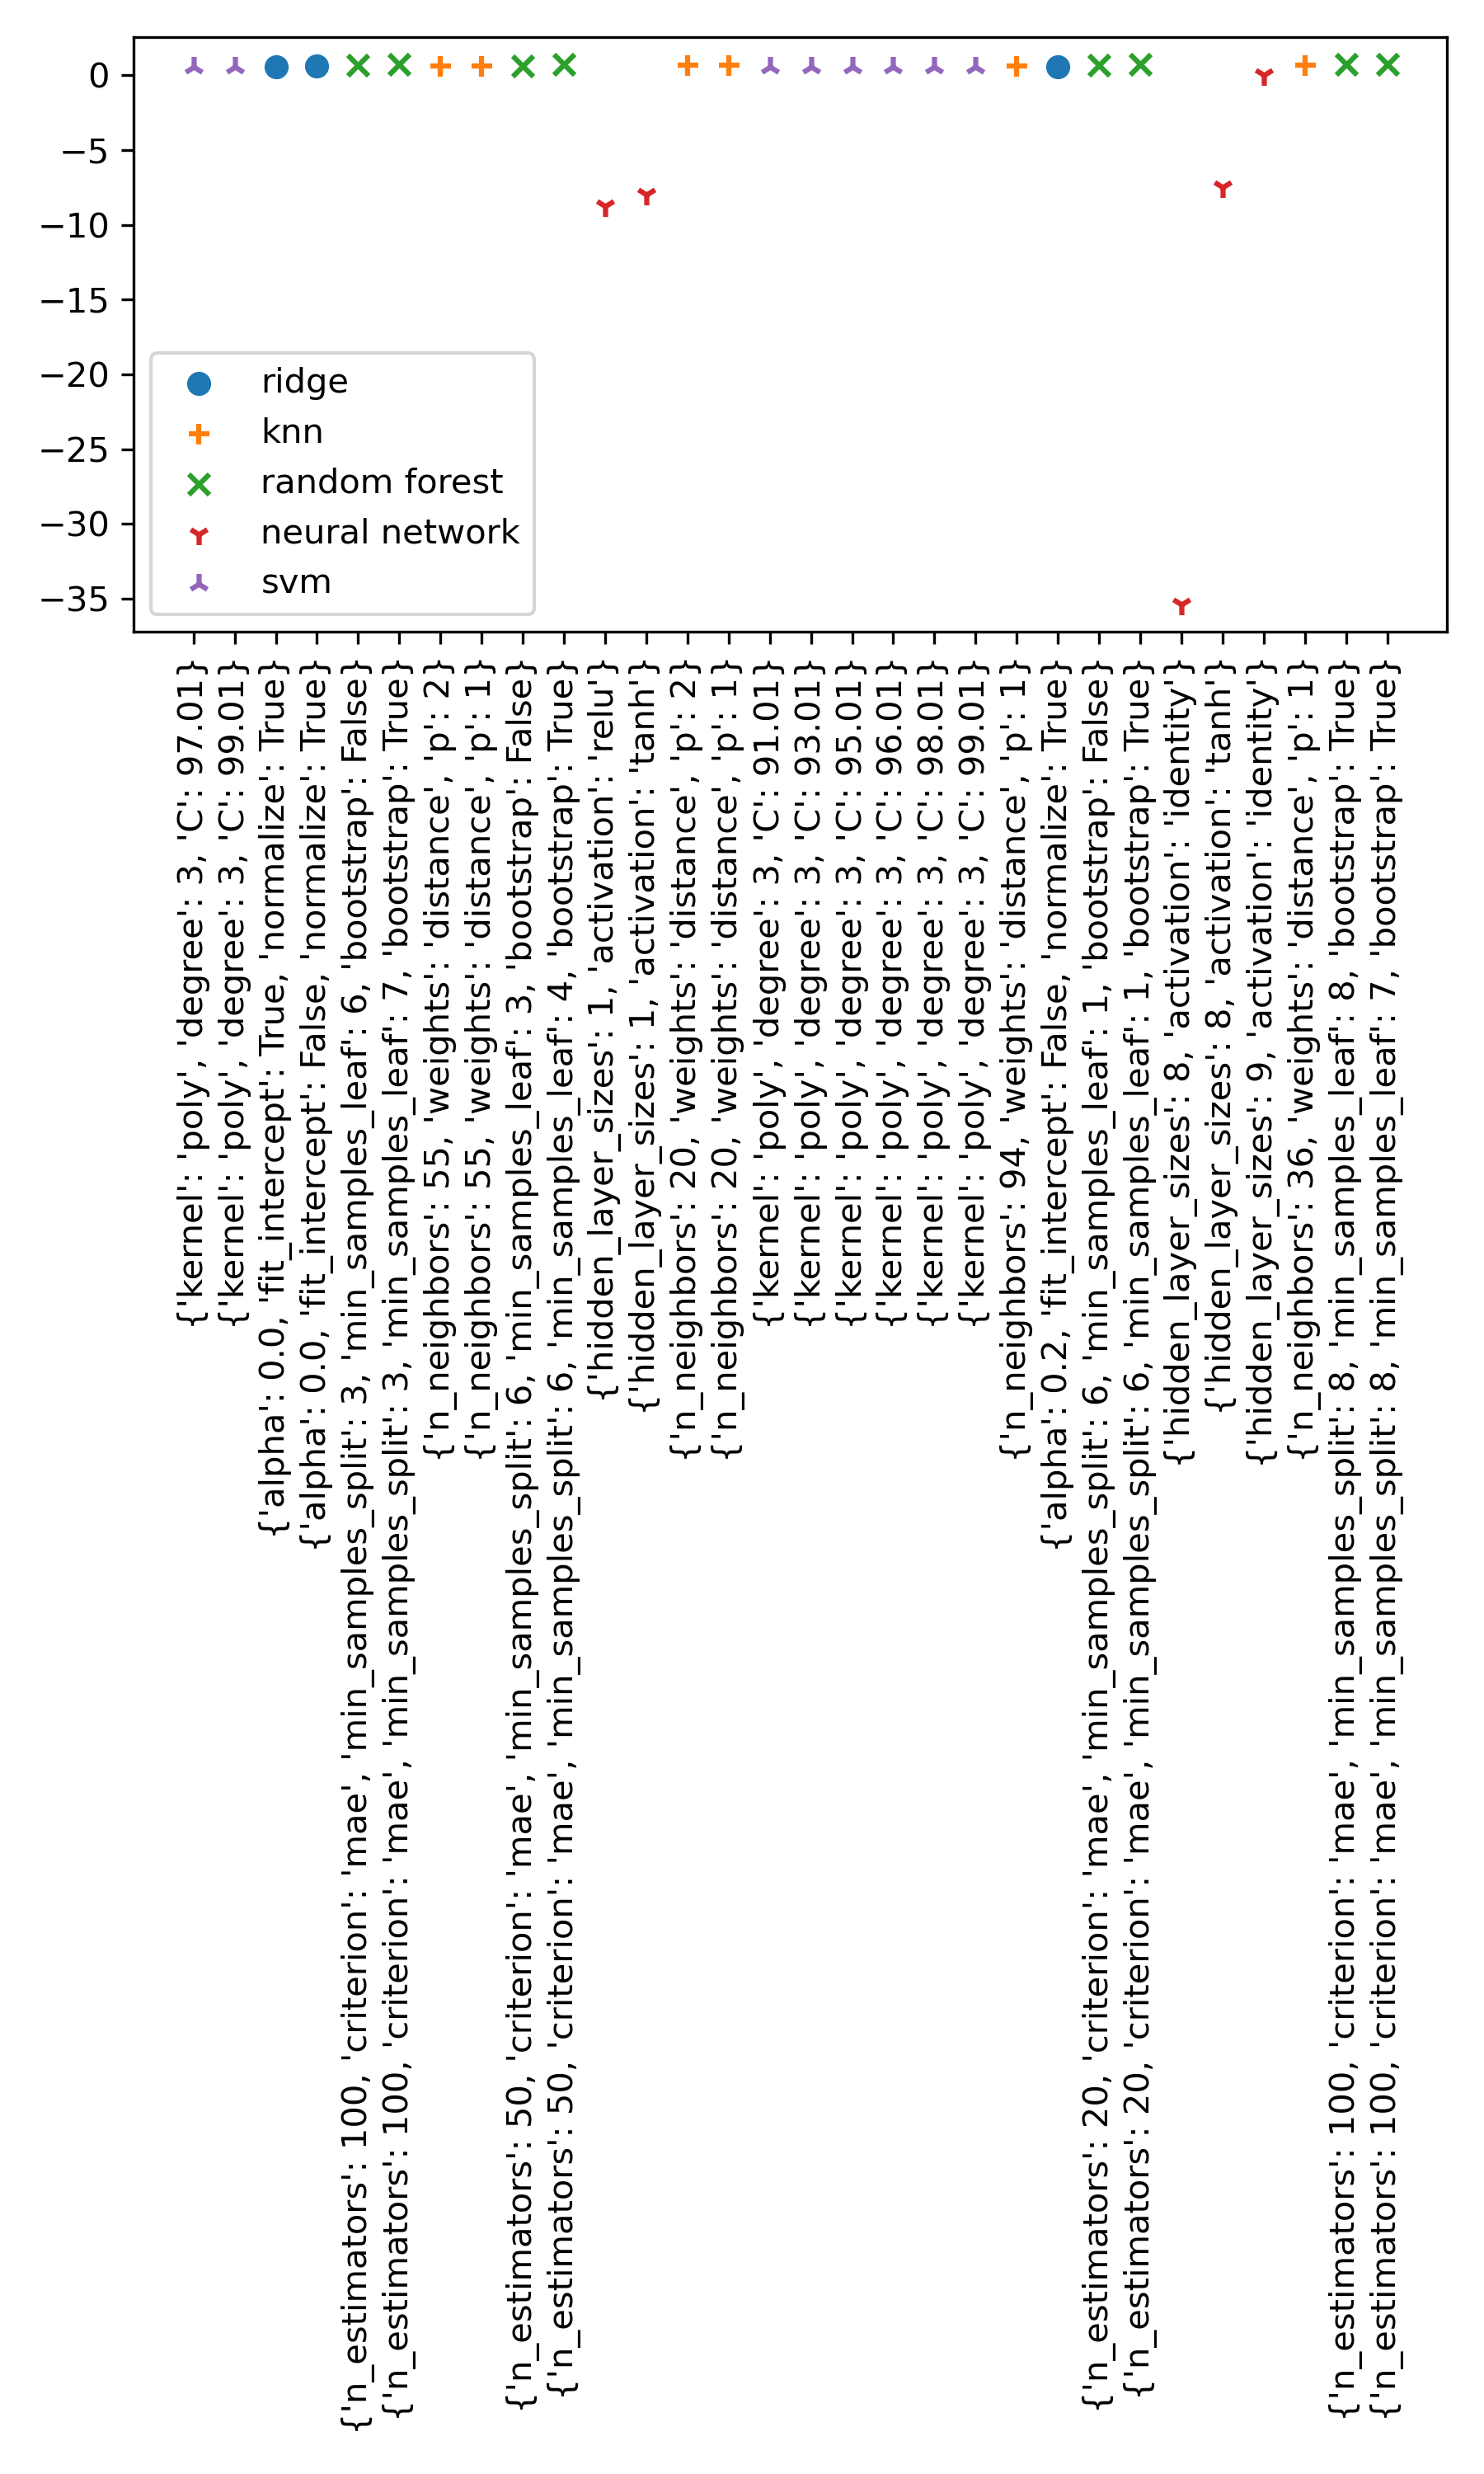 0
−5
−10
−15
−20
−25
−30
−35
ridge
knn
random forest
neural network
svm
{'kernel': 'poly', 'degree': 3, 'C': 97.01}
{'kernel': 'poly', 'degree': 3, 'C': 99.01}
{'alpha': 0.0, 'fit_intercept': True, 'normalize': True}
{'alpha': 0.0, 'fit_intercept': False, 'normalize': True}
{'n_estimators': 100, 'criterion': 'mae', 'min_samples_split': 3, 'min_samples_leaf': 6, 'bootstrap': False}
{'n_estimators': 100, 'criterion': 'mae', 'min_samples_split': 3, 'min_samples_leaf': 7, 'bootstrap': True}
{'n_neighbors': 55, 'weights': 'distance', 'p': 2}
{'n_neighbors': 55, 'weights': 'distance', 'p': 1}
{'n_estimators': 50, 'criterion': 'mae', 'min_samples_split': 6, 'min_samples_leaf': 3, 'bootstrap': False}
{'n_estimators': 50, 'criterion': 'mae', 'min_samples_split': 6, 'min_samples_leaf': 4, 'bootstrap': True}
{'hidden_layer_sizes': 1, 'activation': 'relu'}
{'hidden_layer_sizes': 1, 'activation': 'tanh'}
{'n_neighbors': 20, 'weights': 'distance', 'p': 2}
{'n_neighbors': 20, 'weights': 'distance', 'p': 1}
{'kernel': 'poly', 'degree': 3, 'C': 91.01}
{'kernel': 'poly', 'degree': 3, 'C': 93.01}
{'kernel': 'poly', 'degree': 3, 'C': 95.01}
{'kernel': 'poly', 'degree': 3, 'C': 96.01}
{'kernel': 'poly', 'degree': 3, 'C': 98.01}
{'kernel': 'poly', 'degree': 3, 'C': 99.01}
{'n_neighbors': 94, 'weights': 'distance', 'p': 1}
{'alpha': 0.2, 'fit_intercept': False, 'normalize': True}
{'n_estimators': 20, 'criterion': 'mae', 'min_samples_split': 6, 'min_samples_leaf': 1, 'bootstrap': False}
{'n_estimators': 20, 'criterion': 'mae', 'min_samples_split': 6, 'min_samples_leaf': 1, 'bootstrap': True}
{'hidden_layer_sizes': 8, 'activation': 'identity'}
{'hidden_layer_sizes': 8, 'activation': 'tanh'}
{'hidden_layer_sizes': 9, 'activation': 'identity'}
{'n_neighbors': 36, 'weights': 'distance', 'p': 1}
{'n_estimators': 100, 'criterion': 'mae', 'min_samples_split': 8, 'min_samples_leaf': 8, 'bootstrap': True}
{'n_estimators': 100, 'criterion': 'mae', 'min_samples_split': 8, 'min_samples_leaf': 7, 'bootstrap': True}